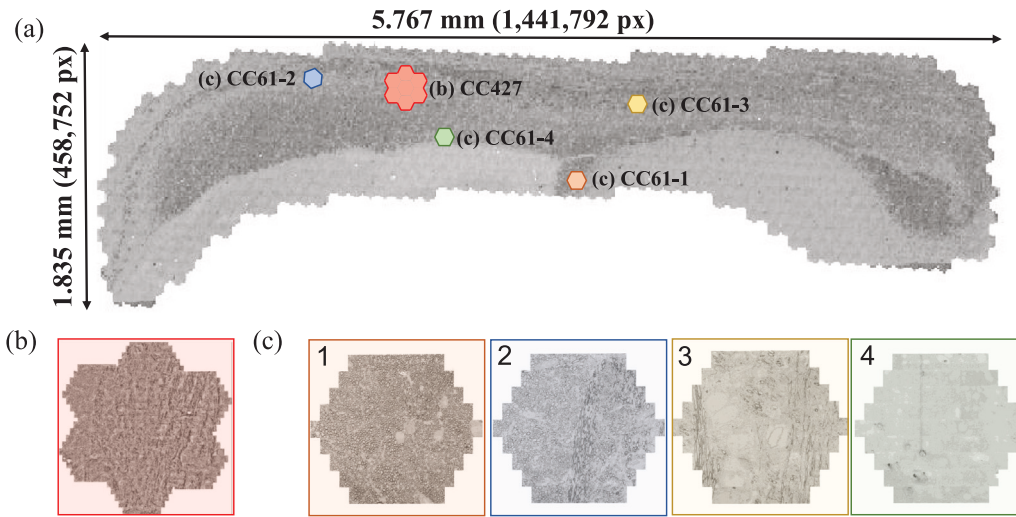 5.767 mm (1,441,792 px)
(a)
1.835 mm (458,752 px)
(c) CC61-2
(b) CC427
(c) CC61-3
(c) CC61-4
(c) CC61-1
(b)
(c)
1
2
3
4